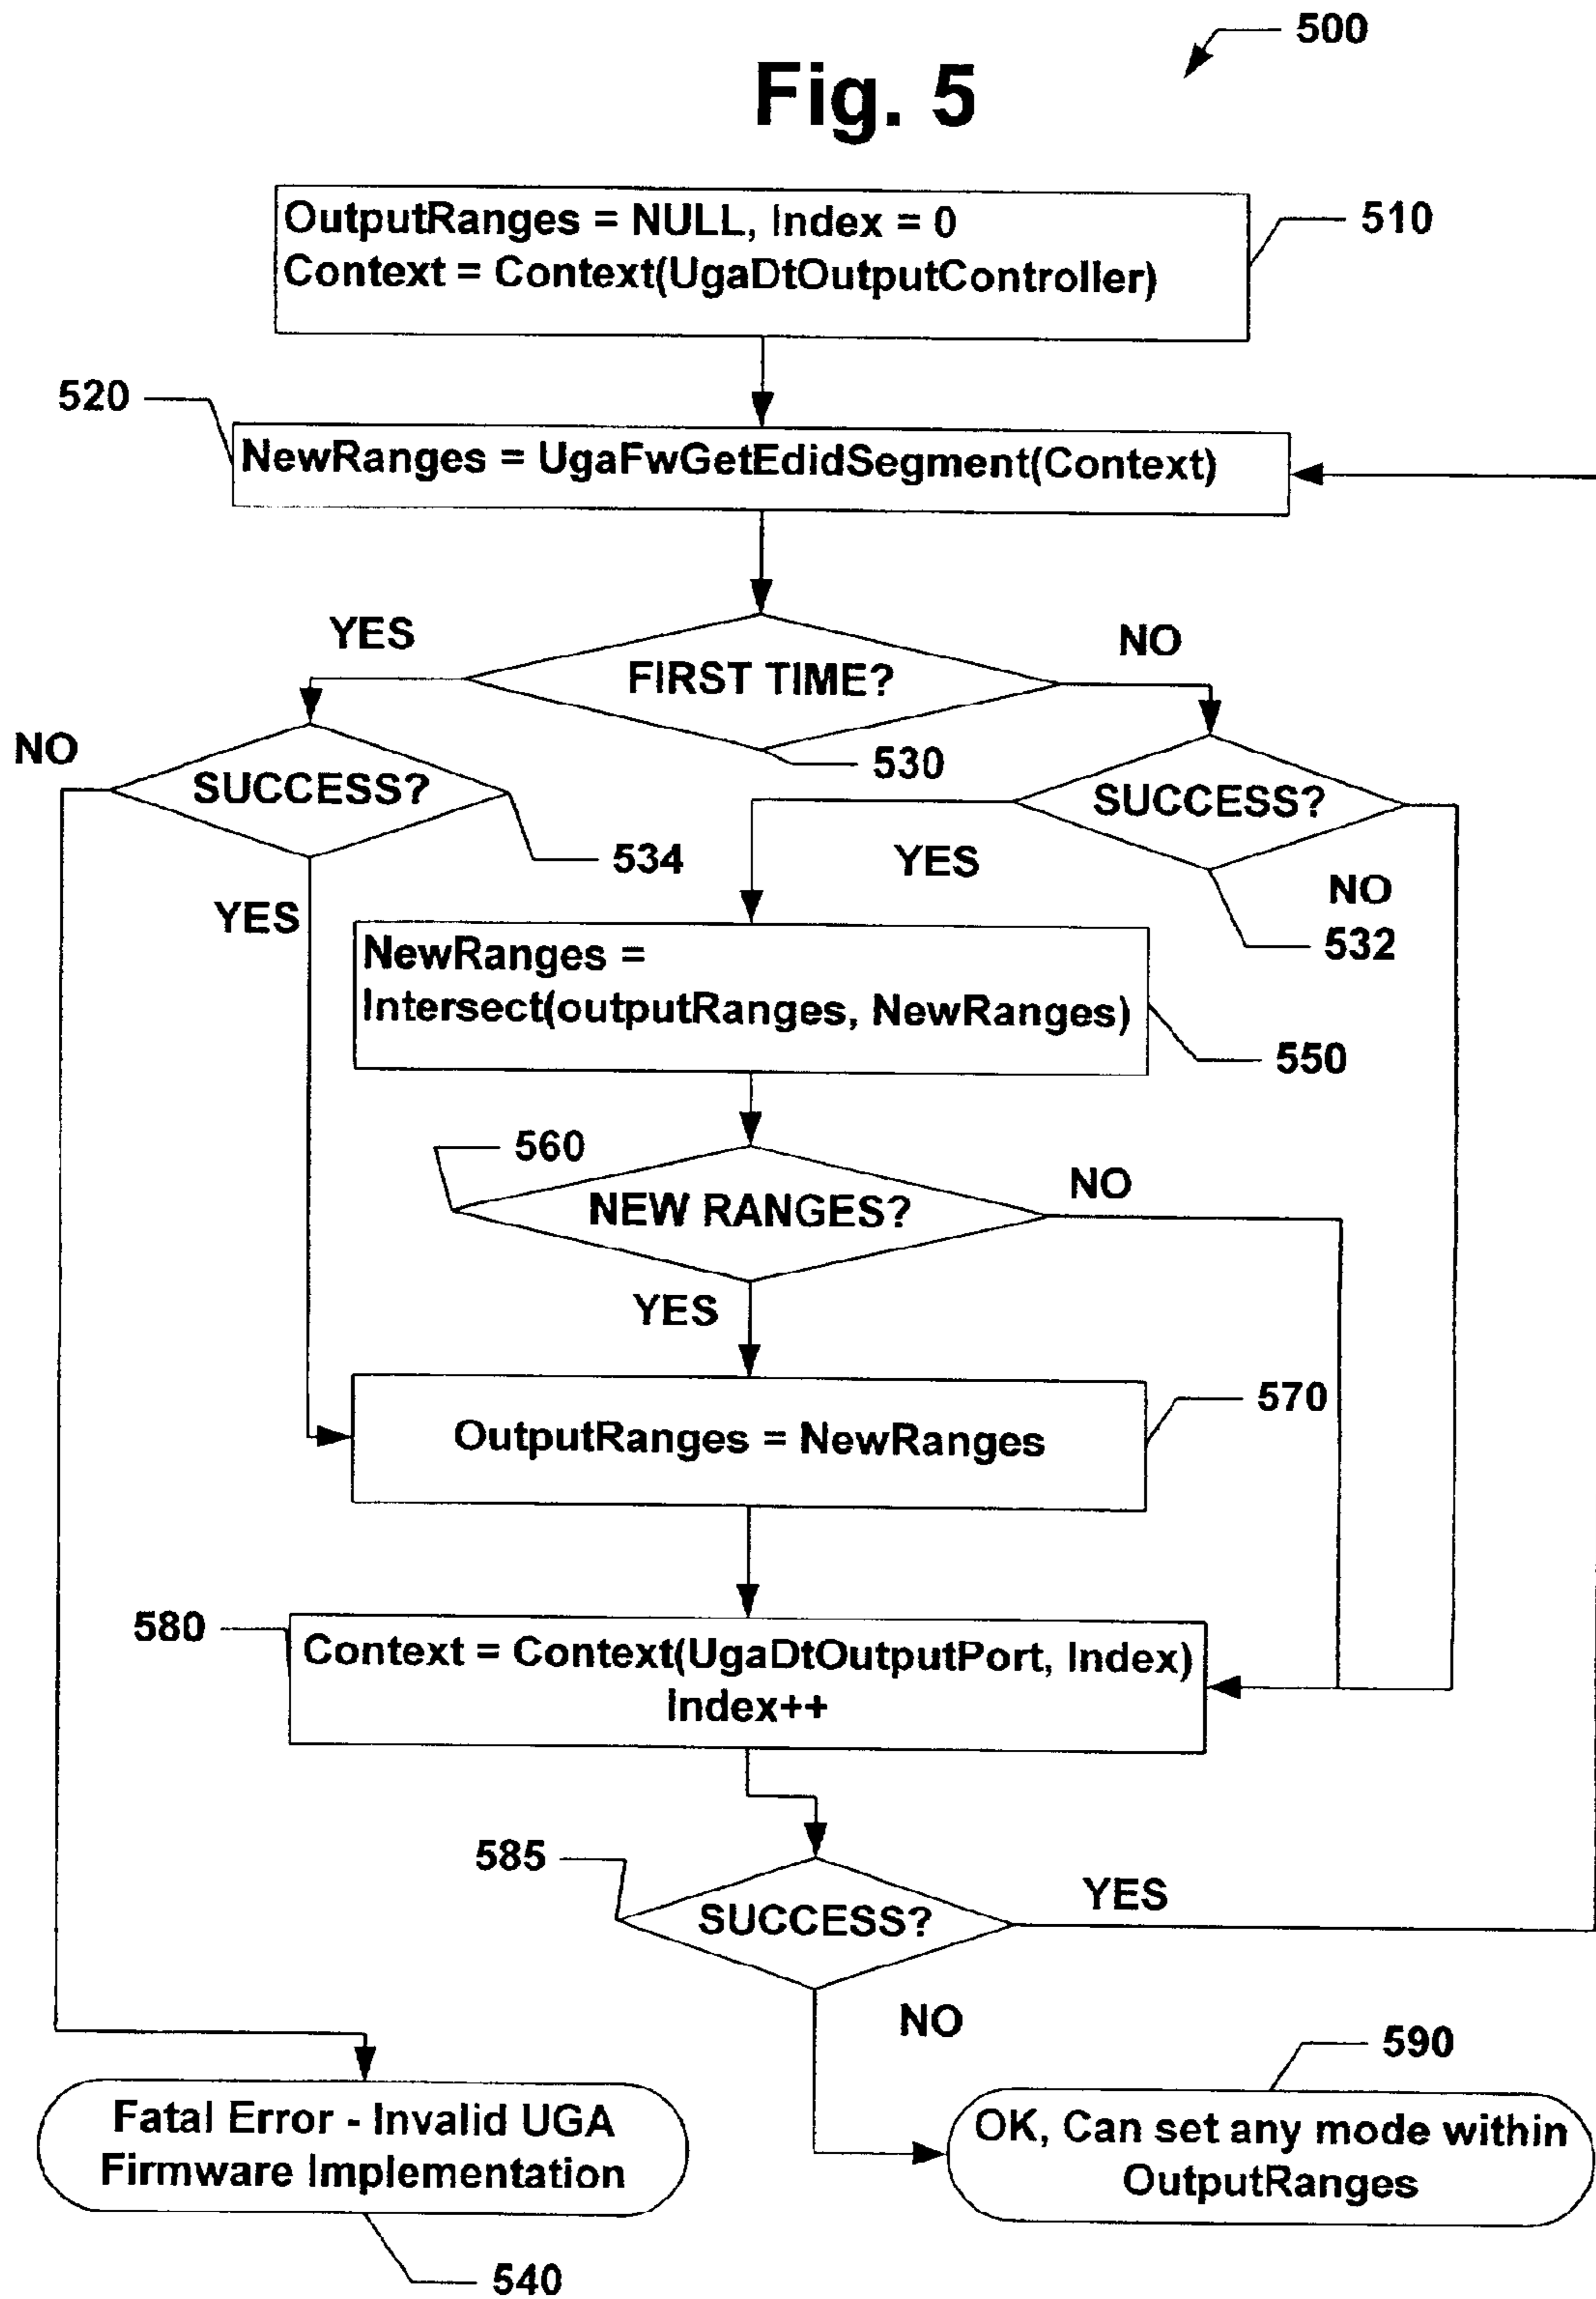 500
Fig. 5
OutputRanges = NULL, Index = 0
Context = Context(UgaDtOutputController)
510
520
NewRanges = UgaFwGetEdidSegment(Context)
YES
FIRST TIME?
NO
530
NO
SUCCESS?
534
YES
SUCCESS?
YES
NO
532
NewRanges =
Intersect(outputRanges, NewRanges)
550
560
NEW RANGES?
NO
YES
OutputRanges = NewRanges
570
580
Context = Context(UgaDtOutputPort, Index)
Index++
585
SUCCESS?
YES
NO
Fatal Error - Invalid UGA
Firmware Implementation
540
590
OK, Can set any mode within
OutputRanges